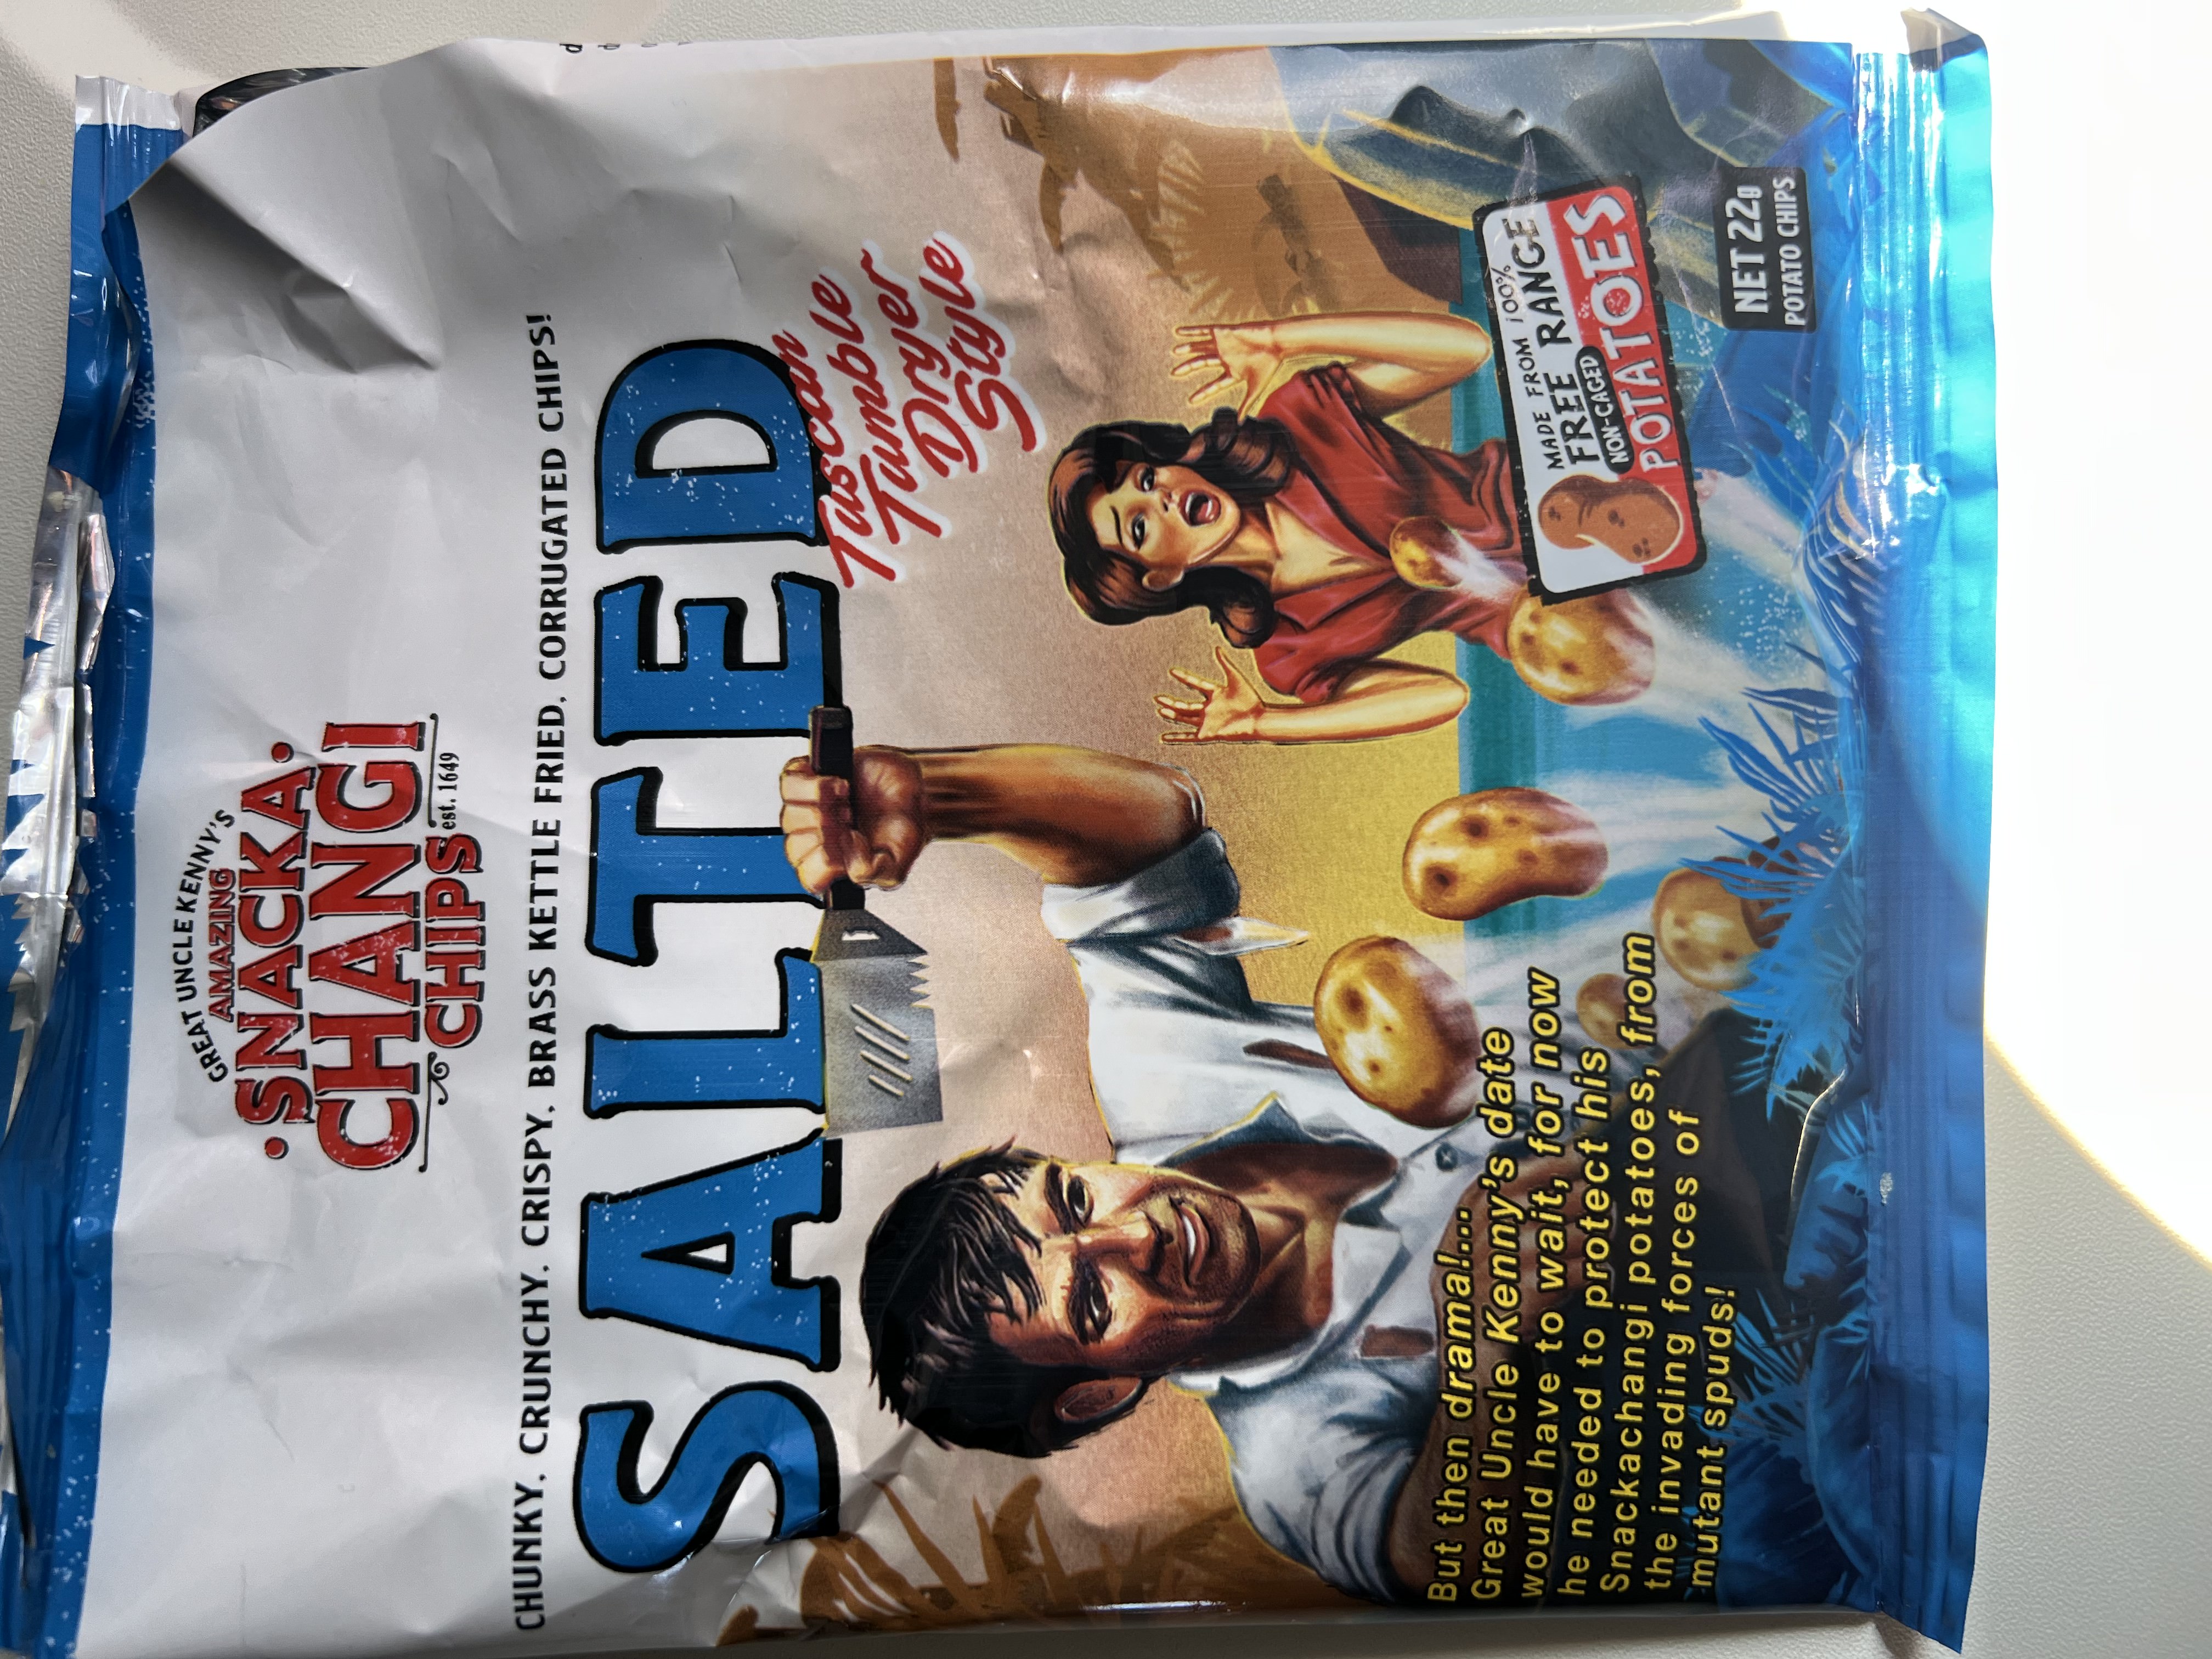 GREAT UNCLE KENNY'S
AMAZING
•SNACKA•
CHANGI
CHIPS est. 1649
CHUNKY. CRUNCHY. CRISPY. BRASS KETTLE FRIED. CORRUGATED CHIPS!
SALTED
Tuscan
Tumble
Dryer
Style
But then drama!...
Great Uncle Kenny's date
would have to wait, for now
he needed to protect his
Snackachangi potatoes, from
the invading forces of
mutant spuds!
MADE FROM 100%
FREE RANGE
NON-CAGED
POTATOES
NET 22g
POTATO CHIPS